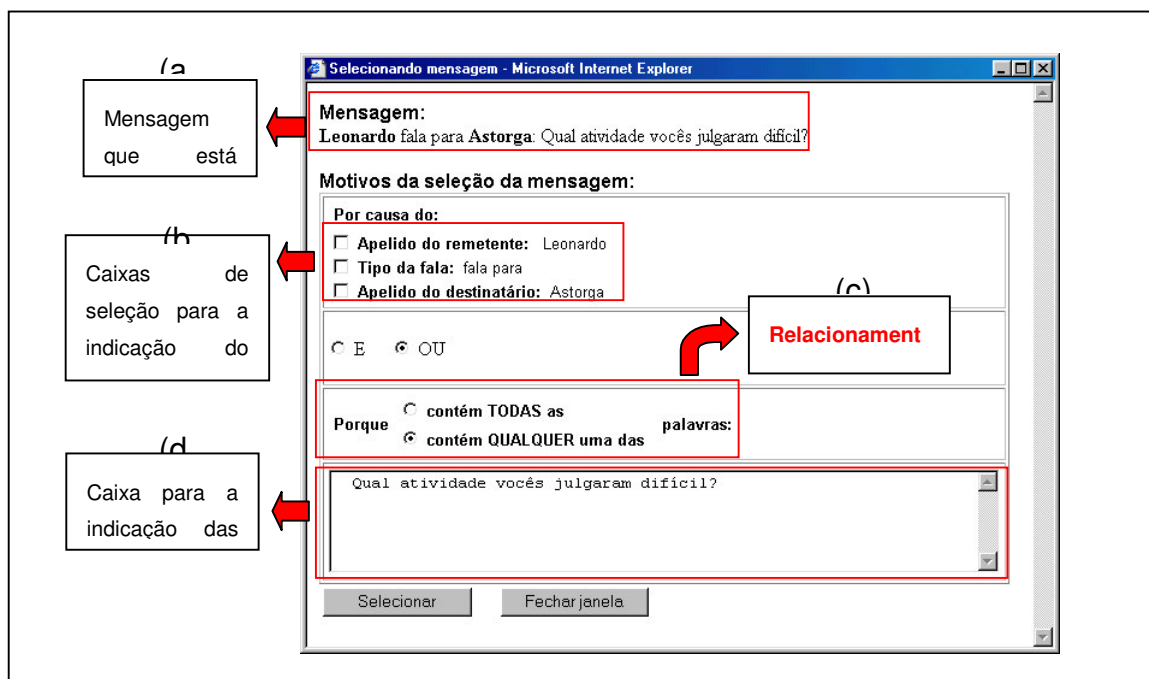 (a
Mensagem
que está
(b
Caixas de
seleção para a
indicação do
(c)
Relacionament
(d
Caixa para a
indicação das
Selecionando mensagem - Microsoft Internet Explorer
Mensagem:
Leonardo fala para Astorga: Qual atividade vocês julgaram difícil?
Motivos da seleção da mensagem:
Por causa do:
Apelido do remetente: Leonardo
Tipo da fala: fala para
Apelido do destinatário: Astorga
E OU
Porque
contém TODAS as
contém QUALQUER uma das
palavras:
Qual atividade vocês julgaram difícil?
Selecionar Fechar janela